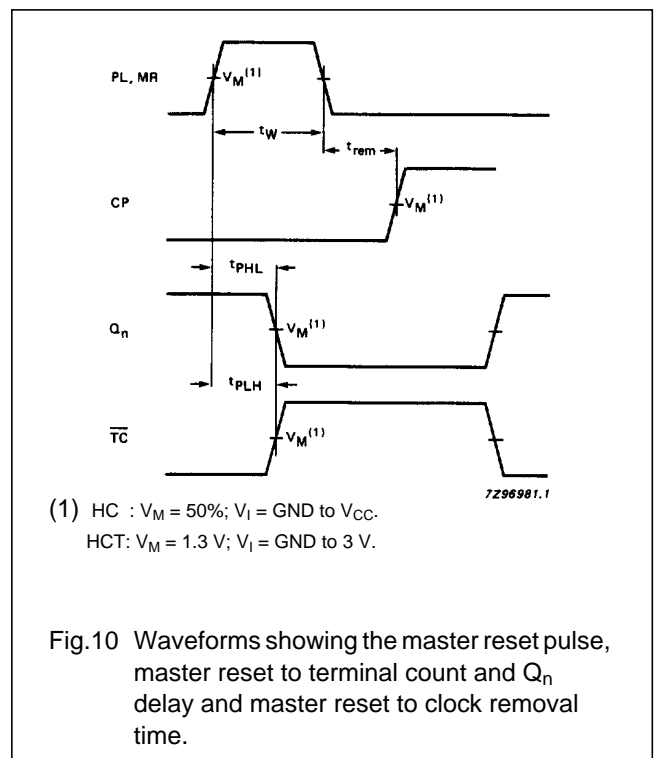 PL, MR
V_M(1)
t_W
t_rem
CP
V_M(1)
t_PHL
Q_n
V_M(1)
t_PLH
TC
V_M(1)
7Z96981.1
(1) HC : V_M = 50%; V_I = GND to V_CC.
HCT: V_M = 1.3 V; V_I = GND to 3 V.
Fig.10 Waveforms showing the master reset pulse,
master reset to terminal count and Q_n
delay and master reset to clock removal
time.